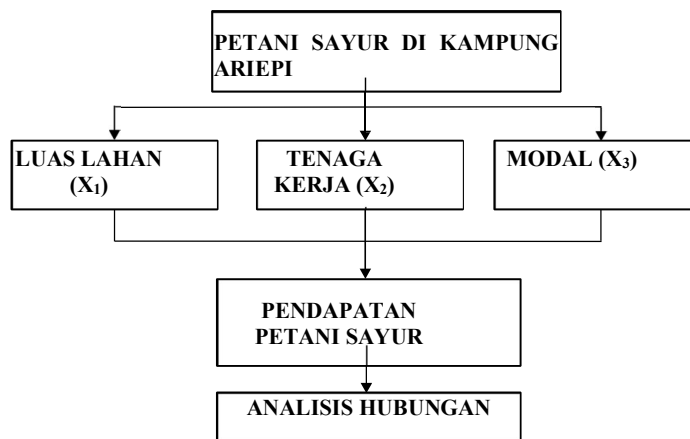 PETANI SAYUR DI KAMPUNG
ARIEPI
LUAS LAHAN
(X₁)
TENAGA
KERJA (X₂)
MODAL (X₃)
PENDAPATAN
PETANI SAYUR
ANALISIS HUBUNGAN